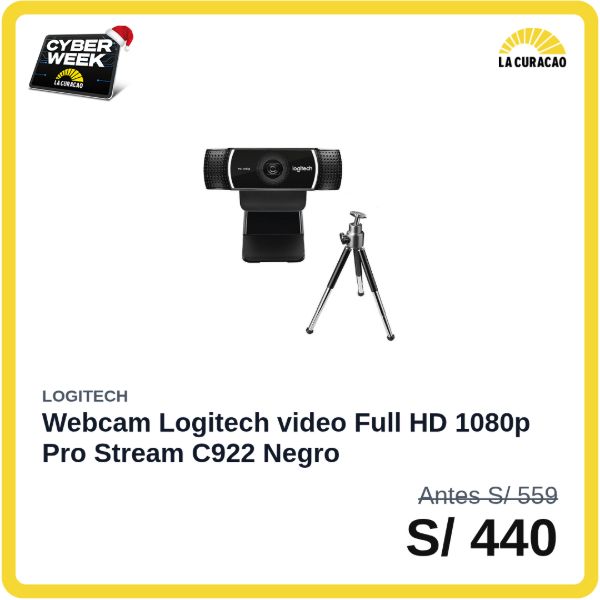 CYBER
WEEK
LA CURACAO
LA CURACAO
logitech
LOGITECH
Webcam Logitech video Full HD 1080p
Pro Stream C922 Negro
Antes S/ 559
S/ 440